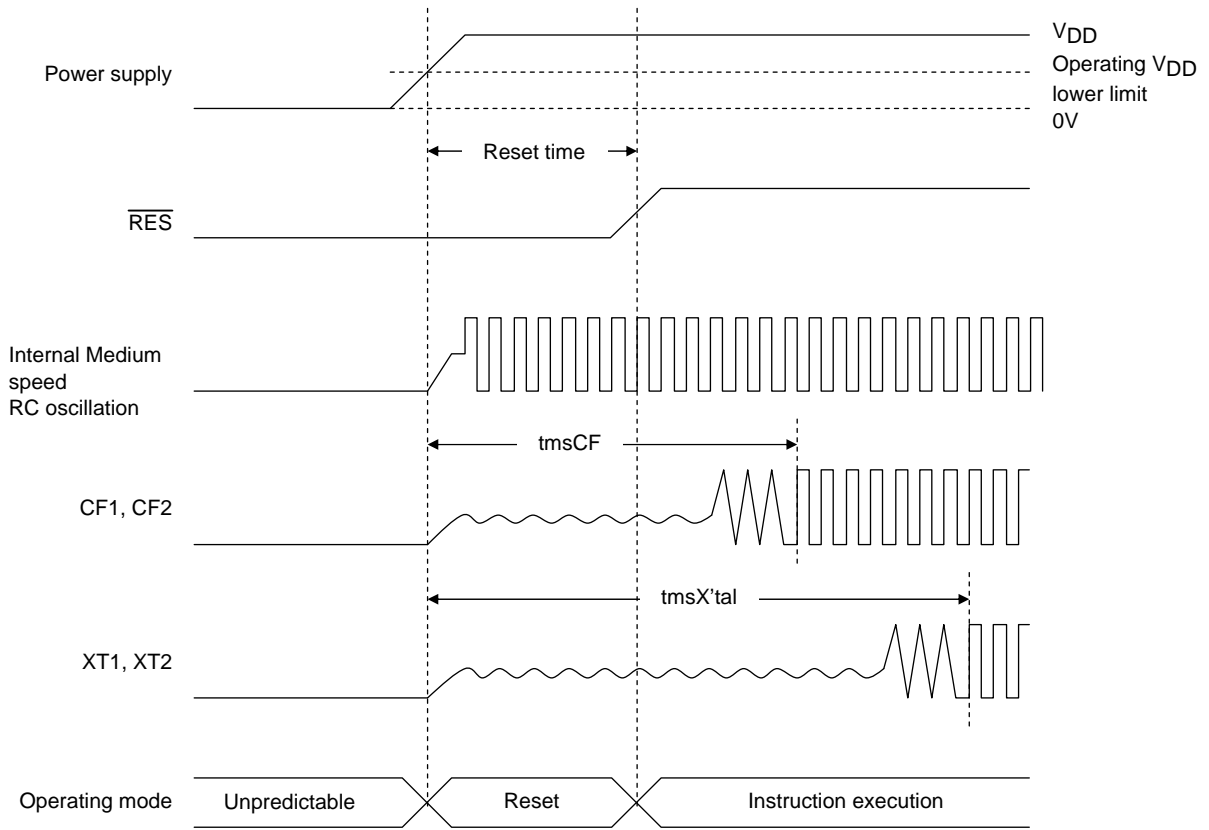 VDD
Power supply
Operating VDD
lower limit
0V
Reset time
RES
Internal Medium
speed
RC oscillation
tmsCF
CF1, CF2
tmsX'tal
XT1, XT2
Operating mode
Unpredictable
Reset
Instruction execution